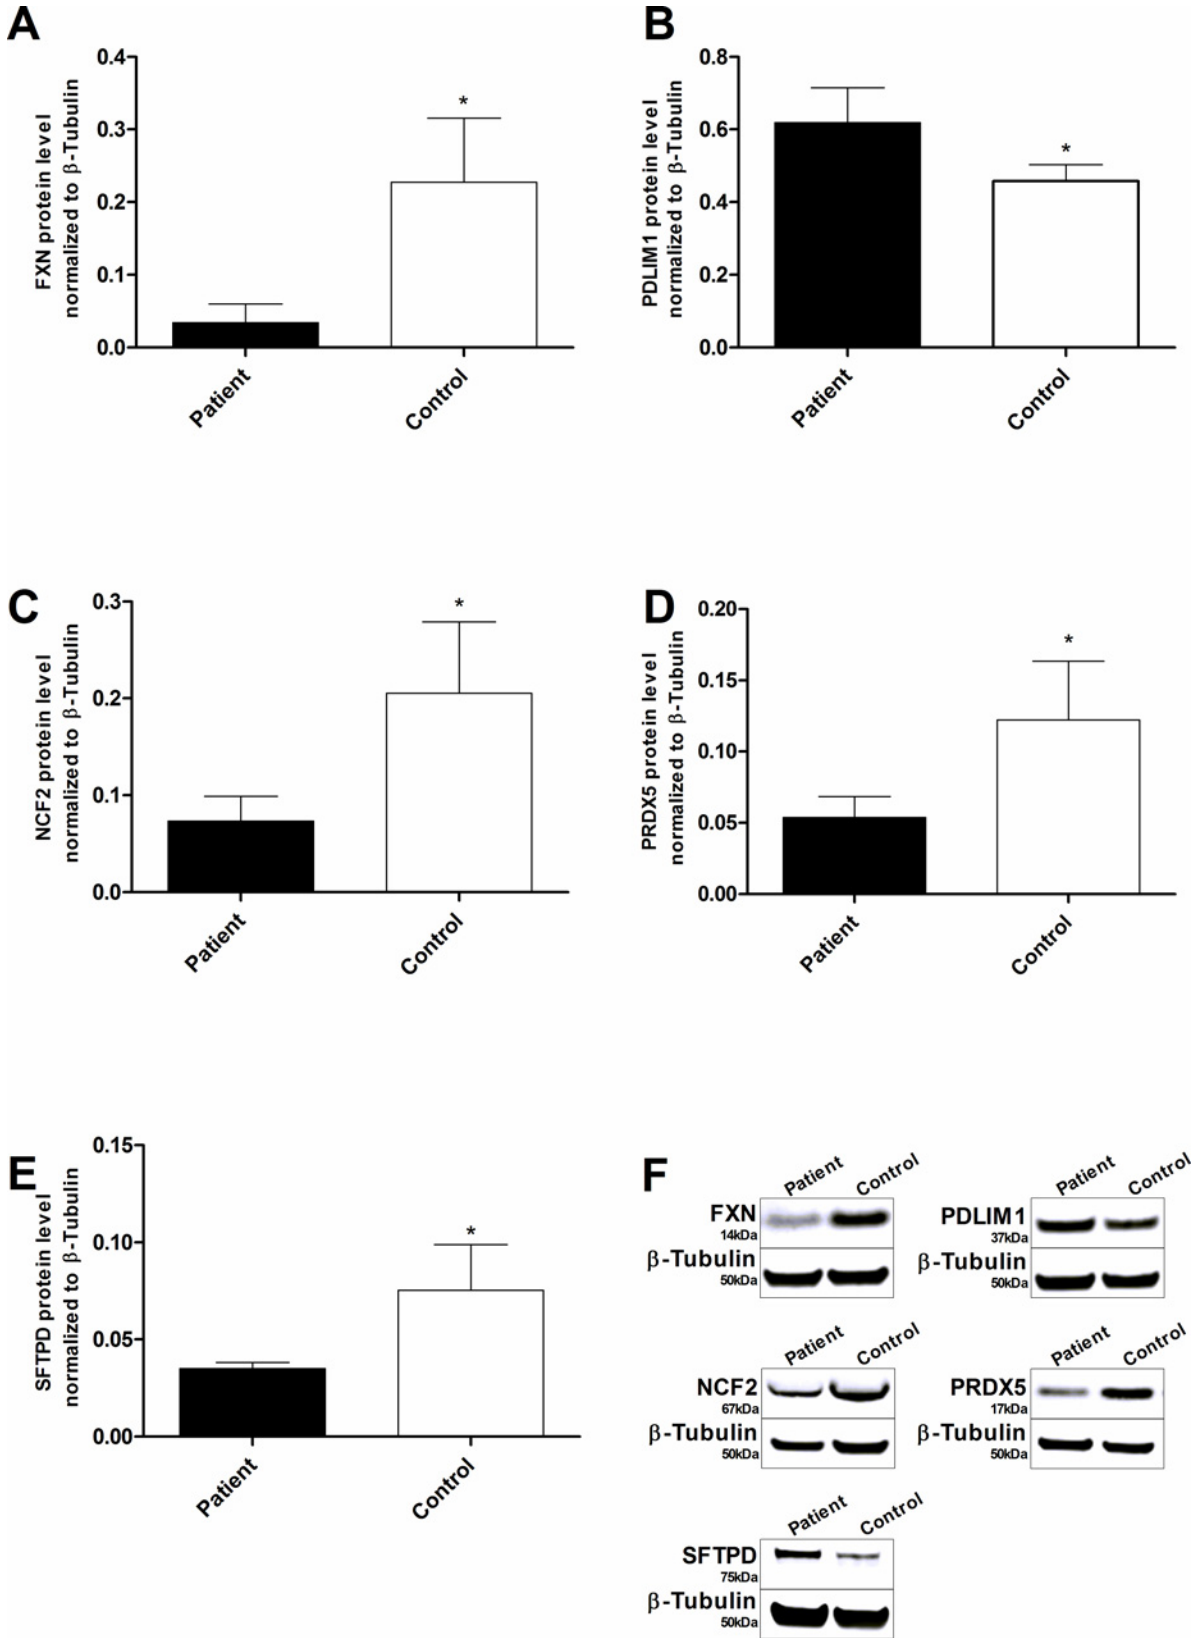 A
FXN protein level
normalized to β-Tubulin
0.4
0.3
0.2
0.1
0.0
*
Patient
Control
B
PDLIM1 protein level
normalized to β-Tubulin
0.8
0.6
0.4
0.2
0.0
*
Patient
Control
C
NCF2 protein level
normalized to β-Tubulin
0.3
0.2
0.1
0.0
*
Patient
Control
D
PRDX5 protein level
normalized to β-Tubulin
0.20
0.15
0.10
0.05
0.00
*
Patient
Control
E
SFTPD protein level
normalized to β-Tubulin
0.15
0.10
0.05
0.00
*
Patient
Control
F
Patient Control
FXN
14kDa
β-Tubulin
50kDa
Patient Control
PDLIM1
37kDa
β-Tubulin
50kDa
Patient Control
NCF2
67kDa
β-Tubulin
50kDa
Patient Control
PRDX5
17kDa
β-Tubulin
50kDa
Patient Control
SFTPD
75kDa
β-Tubulin
50kDa